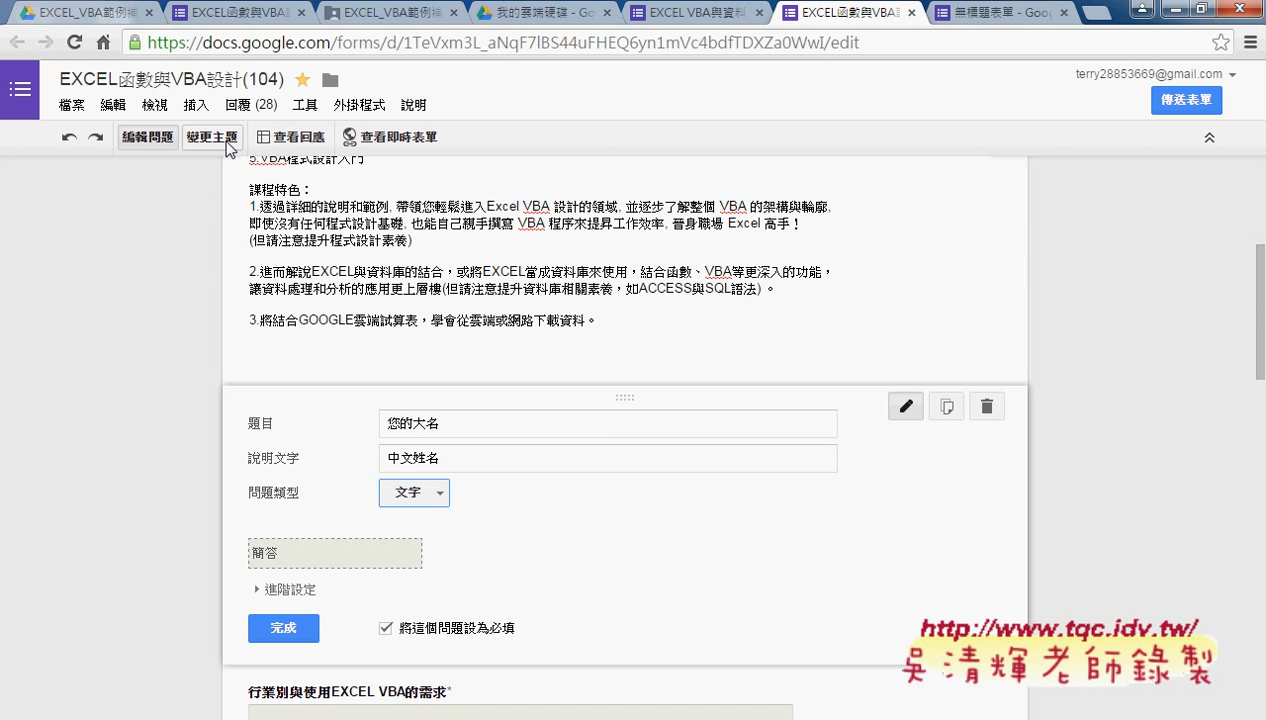 EXCEL_VBA範例補
EXCEL函數與VBA
EXCEL_VBA範例補
我的雲端硬碟 - Go
EXCEL VBA與資料
EXCEL函數與VBA
無標題表單 - Goog
https://docs.google.com/forms/d/1TeVxm3L_aNqF7lBS44uFHEQ6yn1mVc4bdfTDXZa0WwI/edit
EXCEL函數與VBA設計(104)
terry28853669@gmail.com
檔案 編輯 檢視 插入 回覆 (28) 工具 外掛程式 說明
傳送表單
編輯問題 變更主題 查看回應 查看即時表單
5.VBA程式設計入門
課程特色：
1.透過詳細的說明和範例, 帶領您輕鬆進入Excel VBA 設計的領域, 並逐步了解整個 VBA 的架構與輪廓,
即使沒有任何程式設計基礎, 也能自己親手撰寫 VBA 程序來提昇工作效率, 晉身職場 Excel 高手！
(但請注意提升程式設計素養)
2.進而解說EXCEL與資料庫的結合，或將EXCEL當成資料庫來使用，結合函數、VBA等更深入的功能，
讓資料處理和分析的應用更上層樓(但請注意提升資料庫相關素養，如ACCESS與SQL語法) 。
3.將結合GOOGLE雲端試算表，學會從雲端或網路下載資料。
題目 您的大名
說明文字 中文姓名
問題類型 文字
簡答
進階設定
完成 將這個問題設為必填
http://www.tqc.idv.tw/
吳清輝老師錄製
行業別與使用EXCEL VBA的需求*